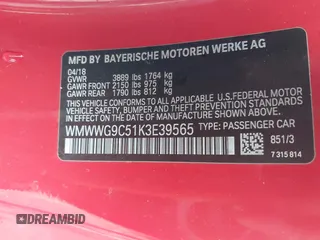 MFD BY BAYERISCHE MOTOREN WERKE AG
04/18
GVWR 3889 lbs 1764 kg
GAWR FRONT 2150 lbs 975 kg
GAWR REAR 1790 lbs 812 kg
THIS VEHICLE CONFORMS TO ALL APPLICABLE
U.S.FEDERAL MOTOR
VEHICLE SAFETY, BUMPER AND THEFT PREVENTION
STANDARDS IN EFFECT ON THE DATE OF
MANUFACTURE SHOWN ABOVE.
WMWWG9C51K3E39565 TYPE: PASSENGER CAR
851/3
7 315 814
DREAMBID